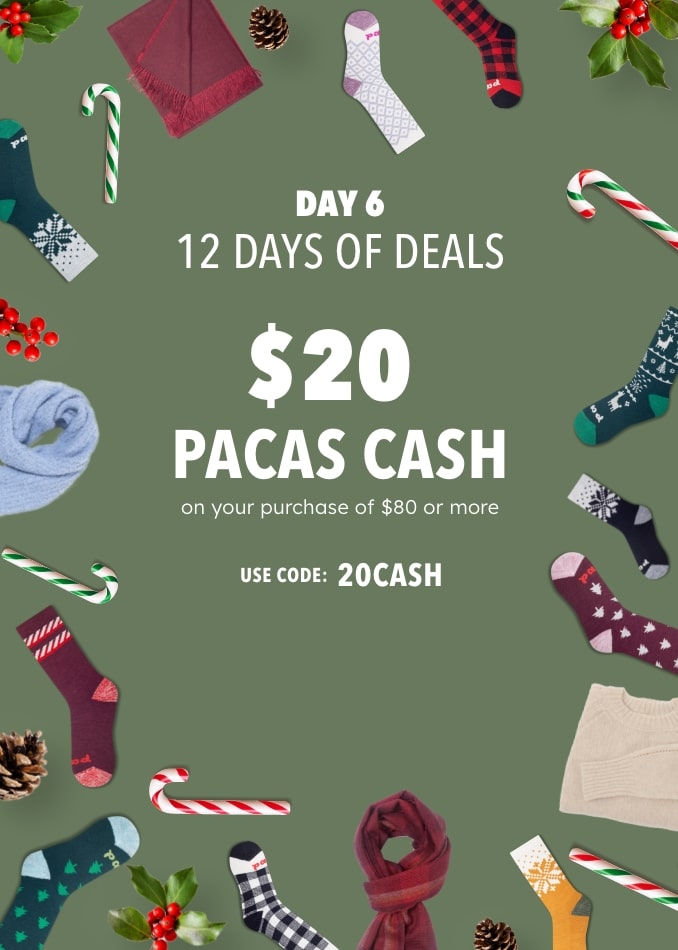 DAY 6
12 DAYS OF DEALS
$20
PACAS CASH
on your purchase of $80 or more
USE CODE: 20CASH